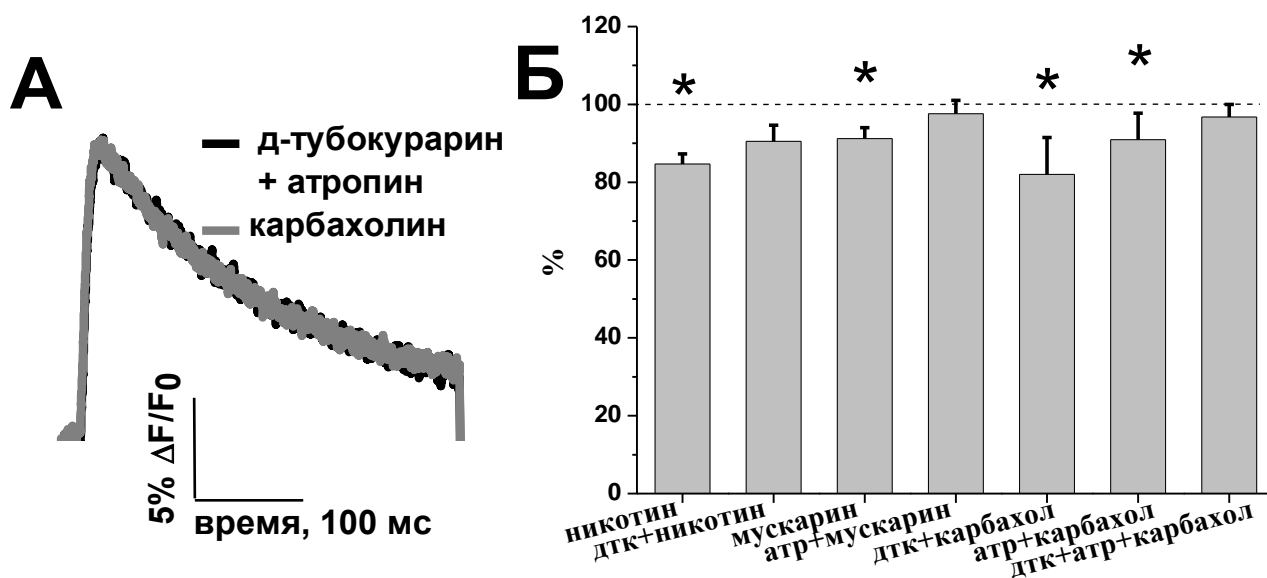 А
д-тубокурарин
+ атропин
карбахолин
5% ΔF/F0
время, 100 мс
Б
120
100
80
60
40
20
0
%
* * * *
никотин
дтк+никотин
мускарин
атр+мускарин
дтк+карбахол
атр+карбахол
дтк+атр+карбахол